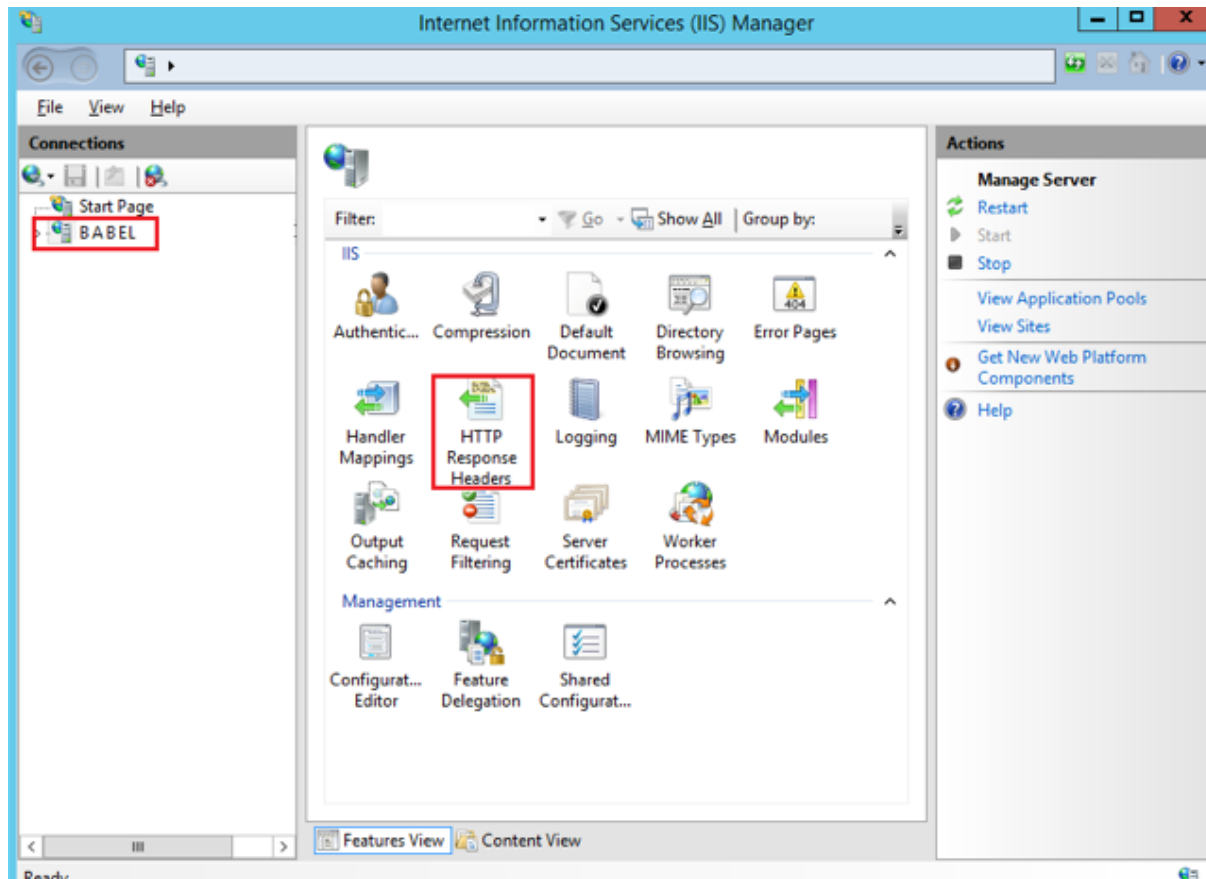 Internet Information Services (IIS) Manager
File View Help
Connections
Start Page
BABEL
Filter: Go Show All Group by:
IIS
Authentic... Compression Default Document Directory Browsing Error Pages
404
Handler Mappings HTTP Response Headers Logging MIME Types Modules
Output Caching Request Filtering Server Certificates Worker Processes
Management
Configurat... Editor Feature Delegation Shared Configurat...
Features View Content View
Actions
Manage Server
Restart
Start
Stop
View Application Pools
View Sites
Get New Web Platform
Components
Help
Ready